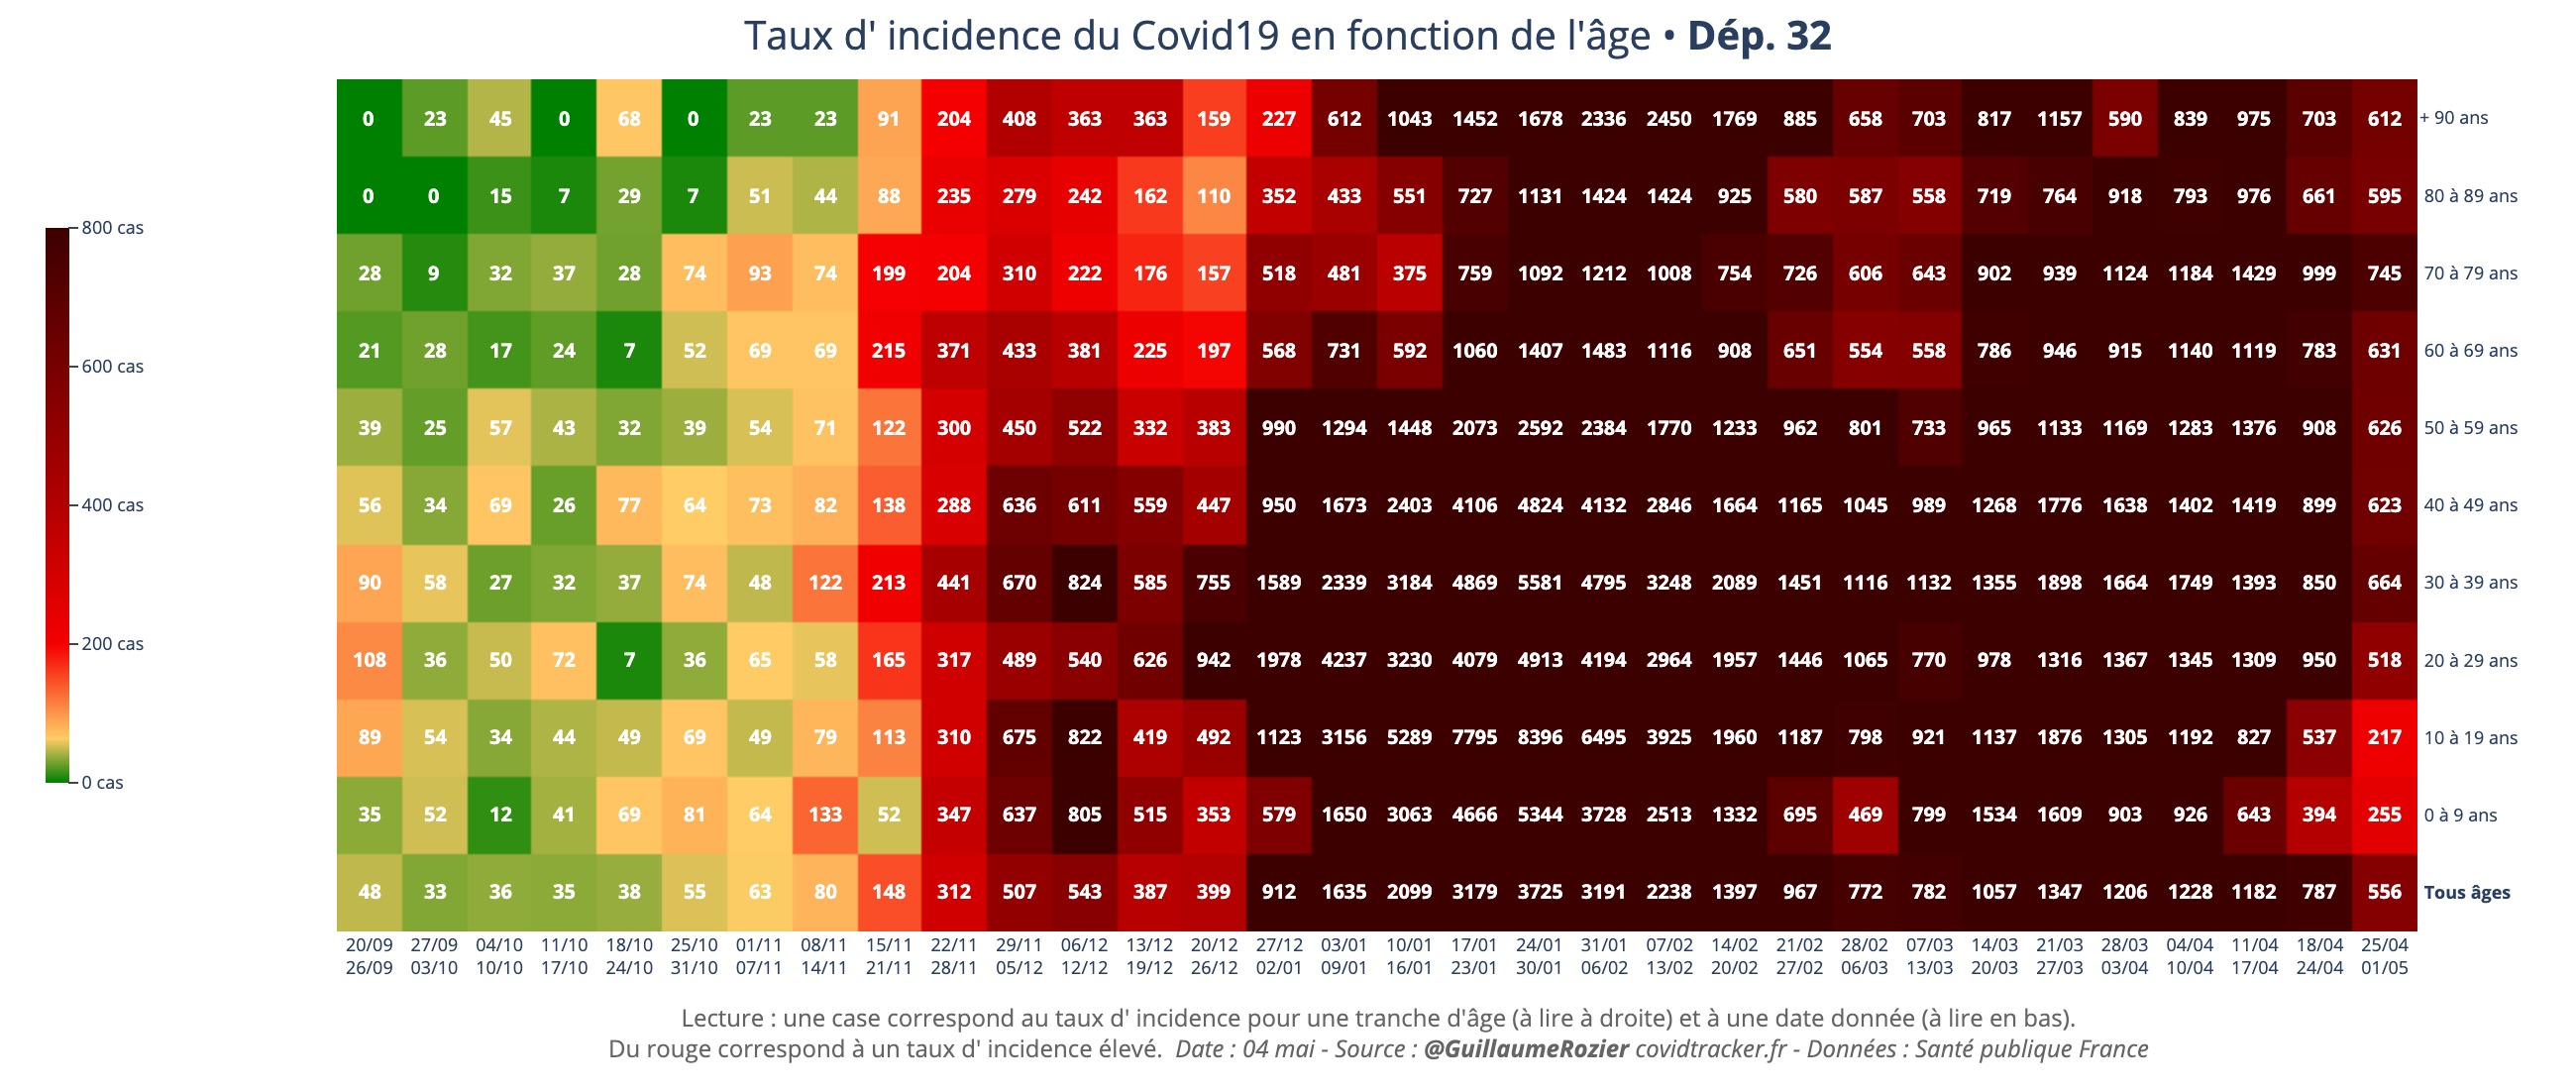 Taux d' incidence du Covid19 en fonction de l'âge • Dép. 32
0 23 45 0 68 0 23 23 91 204 408 363 363 159 227 612 1043 1452 1678 2336 2450 1769 885 658 703 817 1157 590 839 975 703 612 + 90 ans
0 0 15 7 29 7 51 44 88 235 279 242 162 110 352 433 551 727 1131 1424 1424 925 580 587 558 719 764 918 793 976 661 595 80 à 89 ans
28 9 32 37 28 74 93 74 199 204 310 222 176 157 518 481 375 759 1092 1212 1008 754 726 606 643 902 939 1124 1184 1429 999 745 70 à 79 ans
21 28 17 24 7 52 69 69 215 371 433 381 225 197 568 731 592 1060 1407 1483 1116 908 651 554 558 786 946 915 1140 1119 783 631 60 à 69 ans
39 25 57 43 32 39 54 71 122 300 450 522 332 383 990 1294 1448 2073 2592 2384 1770 1233 962 801 733 965 1133 1169 1283 1376 908 626 50 à 59 ans
56 34 69 26 77 64 73 82 138 288 636 611 559 447 950 1673 2403 4106 4824 4132 2846 1664 1165 1045 989 1268 1776 1638 1402 1419 899 623 40 à 49 ans
90 58 27 32 37 74 48 122 213 441 670 824 585 755 1589 2339 3184 4869 5581 4795 3248 2089 1451 1116 1132 1355 1898 1664 1749 1393 850 664 30 à 39 ans
108 36 50 72 7 36 65 58 165 317 489 540 626 942 1978 4237 3230 4079 4913 4194 2964 1957 1446 1065 770 978 1316 1367 1345 1309 950 518 20 à 29 ans
89 54 34 44 49 69 49 79 113 310 675 822 419 492 1123 3156 5289 7795 8396 6495 3925 1960 1187 798 921 1137 1876 1305 1192 827 537 217 10 à 19 ans
35 52 12 41 69 81 64 133 52 347 637 805 515 353 579 1650 3063 4666 5344 3728 2513 1332 695 469 799 1534 1609 903 926 643 394 255 0 à 9 ans
48 33 36 35 38 55 63 80 148 312 507 543 387 399 912 1635 2099 3179 3725 3191 2238 1397 967 772 782 1057 1347 1206 1228 1182 787 556 Tous âges
20/09 27/09 04/10 11/10 18/10 25/10 01/11 08/11 15/11 22/11 29/11 06/12 13/12 20/12 27/12 03/01 10/01 17/01 24/01 31/01 07/02 14/02 21/02 28/02 07/03 14/03 21/03 28/03 04/04 11/04 18/04 25/04
26/09 03/10 10/10 17/10 24/10 31/10 07/11 14/11 21/11 28/11 05/12 12/12 19/12 26/12 02/01 09/01 16/01 23/01 30/01 06/02 13/02 20/02 27/02 06/03 13/03 20/03 27/03 03/04 10/04 17/04 24/04 01/05
800 cas
600 cas
400 cas
200 cas
0 cas
Lecture : une case correspond au taux d' incidence pour une tranche d'âge (à lire à droite) et à une date donnée (à lire en bas).
Du rouge correspond à un taux d' incidence élevé. Date : 04 mai - Source : @GuillaumeRozier covidtracker.fr - Données : Santé publique France